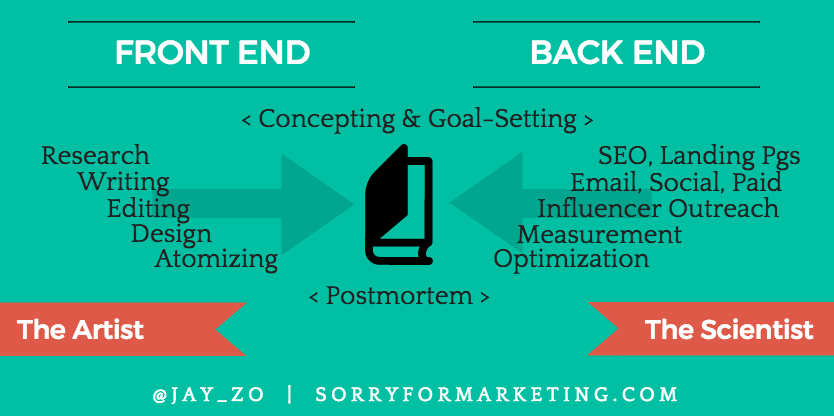 FRONT END
BACK END
< Concepting & Goal-Setting >
Research
Writing
Editing
Design
Atomizing
SEO, Landing Pgs
Email, Social, Paid
Influencer Outreach
Measurement
Optimization
< Postmortem >
The Artist
The Scientist
@JAY_ZO | SORRYFORMARKETING.COM